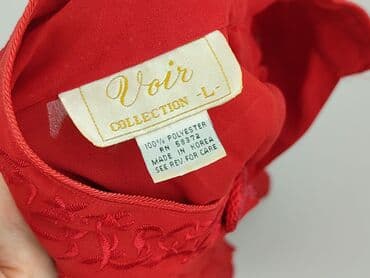 Voir
COLLECTION -L-
100% POLYESTER
RN 58372
MADE IN KOREA
SEE REV. FOR CARE